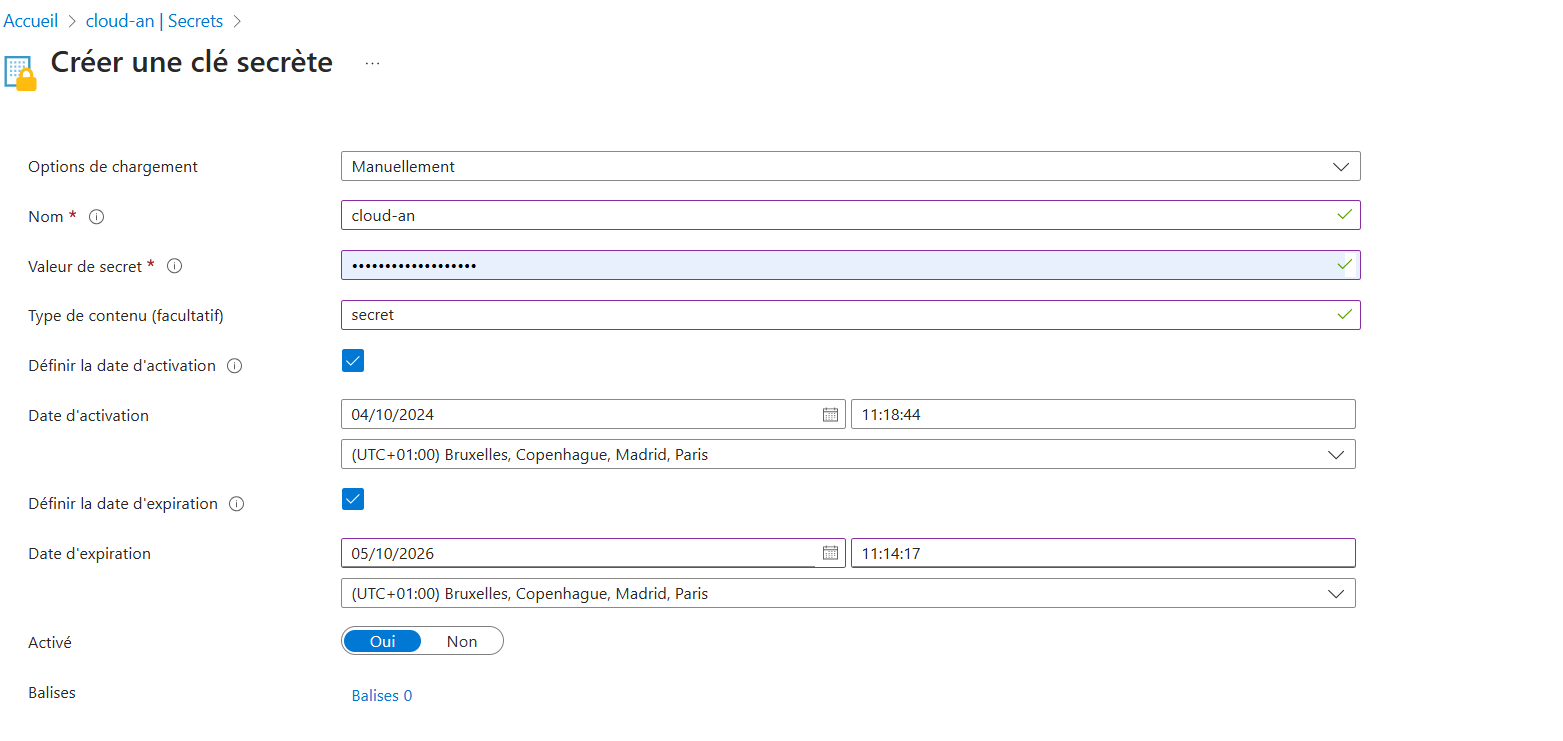 Accueil > cloud-an | Secrets >
Créer une clé secrète ...
Options de chargement Manuellement
Nom * cloud-an
Valeur de secret * •••••••••••••••••••
Type de contenu (facultatif) secret
Définir la date d'activation
Date d'activation 04/10/2024 11:18:44
(UTC+01:00) Bruxelles, Copenhague, Madrid, Paris
Définir la date d'expiration
Date d'expiration 05/10/2026 11:14:17
(UTC+01:00) Bruxelles, Copenhague, Madrid, Paris
Activé Oui Non
Balises Balises 0